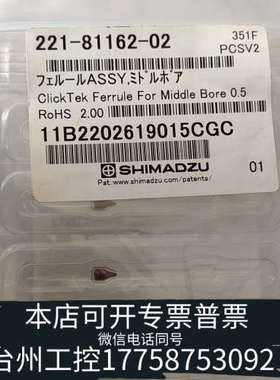 221-81162-02
351F
PCSV2
フェルールASSY,ミドルボア
ClickTek Ferrule For Middle Bore 0.5
RoHS 2.00
11B2202619015CGC
SHIMADZU
www.shimadzu.com/patents/
01
本店可开专票普票
微信电话同号
台州工控17758753092